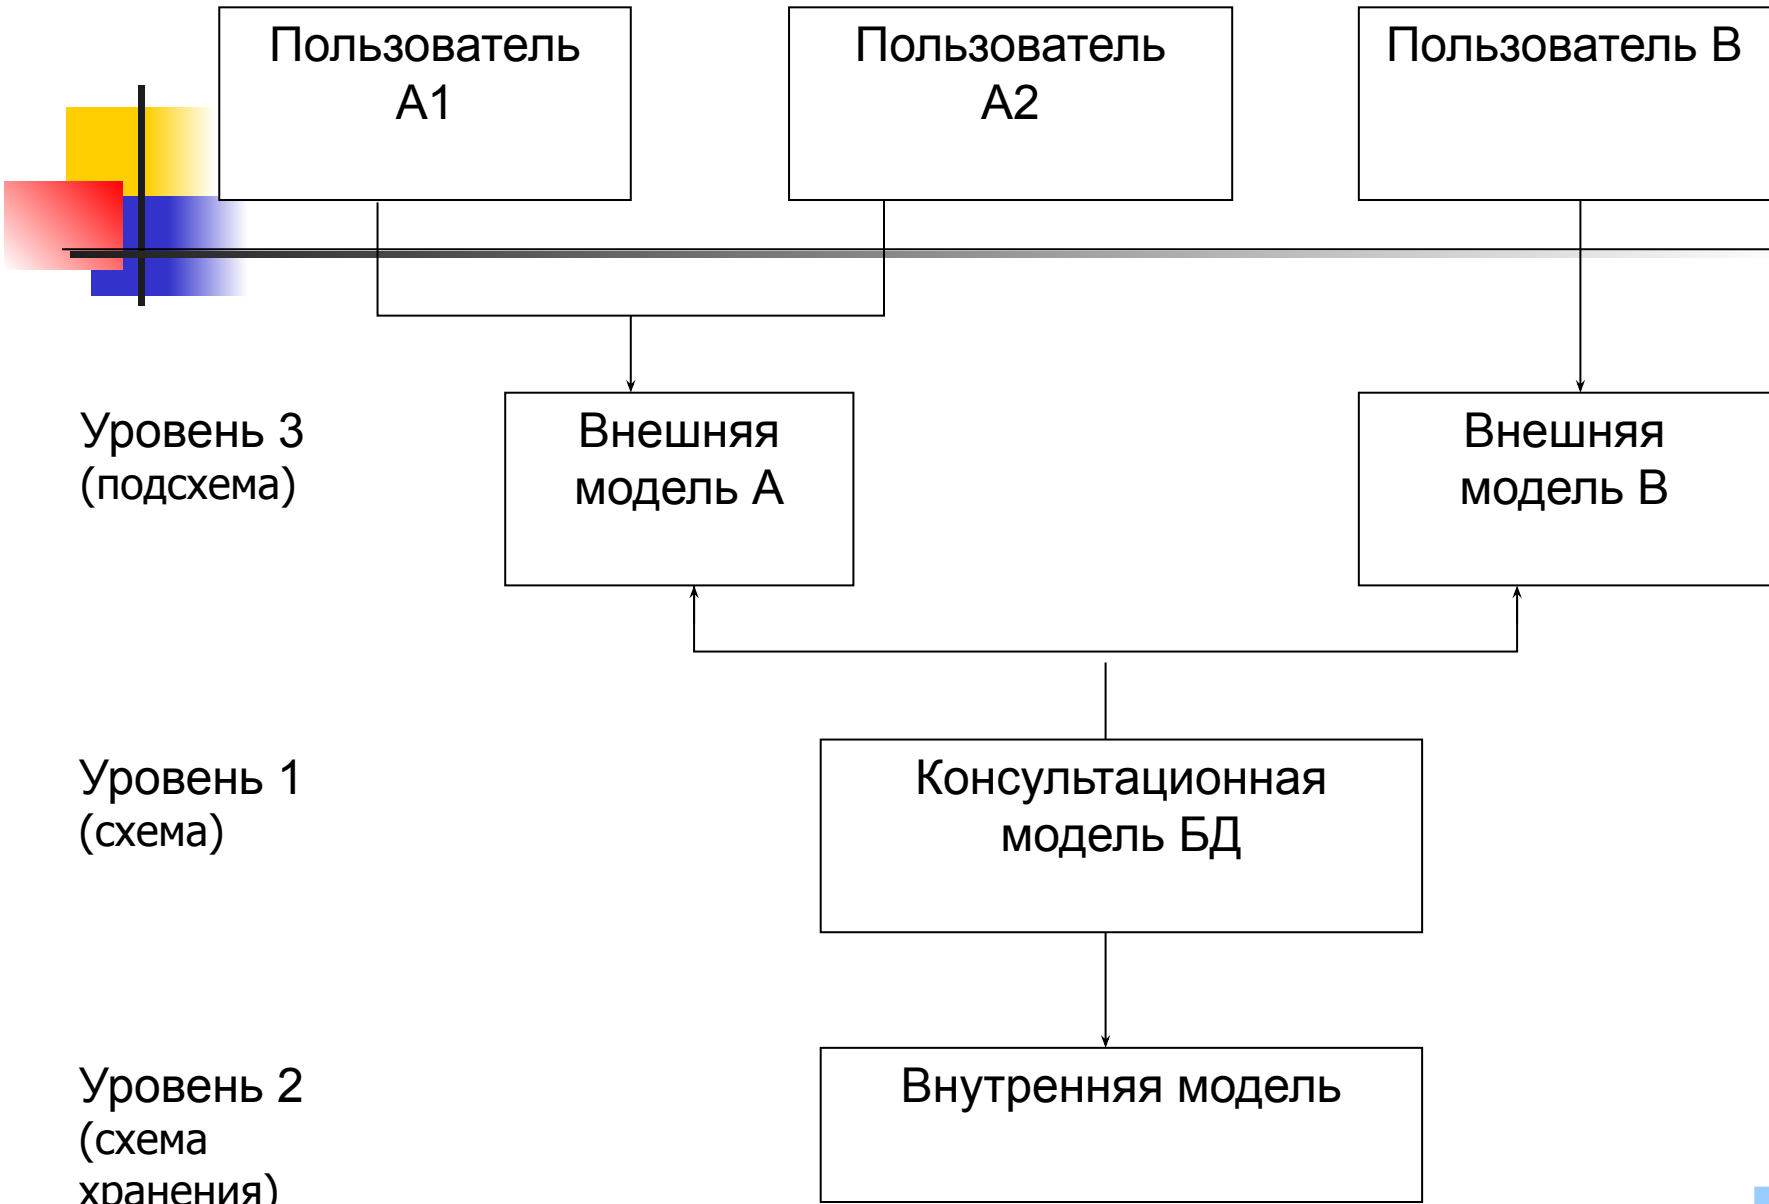 Пользователь
А1
Пользователь
А2
Пользователь В
Уровень 3
(подсхема)
Внешняя
модель А
Внешняя
модель В
Уровень 1
(схема)
Консультационная
модель БД
Уровень 2
(схема
хранения)
Внутренняя модель